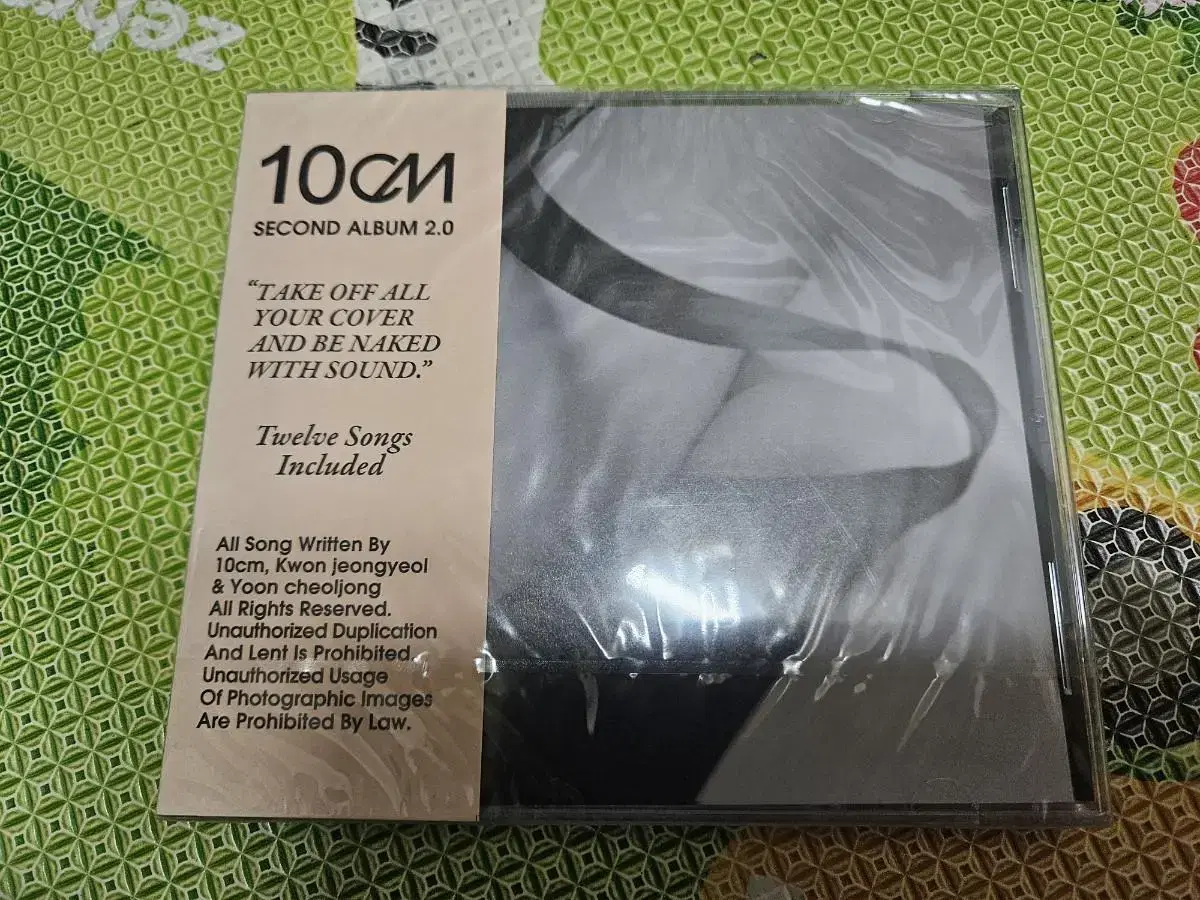 zebra
10CM
SECOND ALBUM 2.0
“TAKE OFF ALL
YOUR COVER
AND BE NAKED
WITH SOUND.”
Twelve Songs
Included
All Song Written By
10cm, Kwon jeongyeol
& Yoon cheoljong
All Rights Reserved.
Unauthorized Duplication
And Lent Is Prohibited
Unauthorized Usage
Of Photographic Images
Are Prohibited By Law.